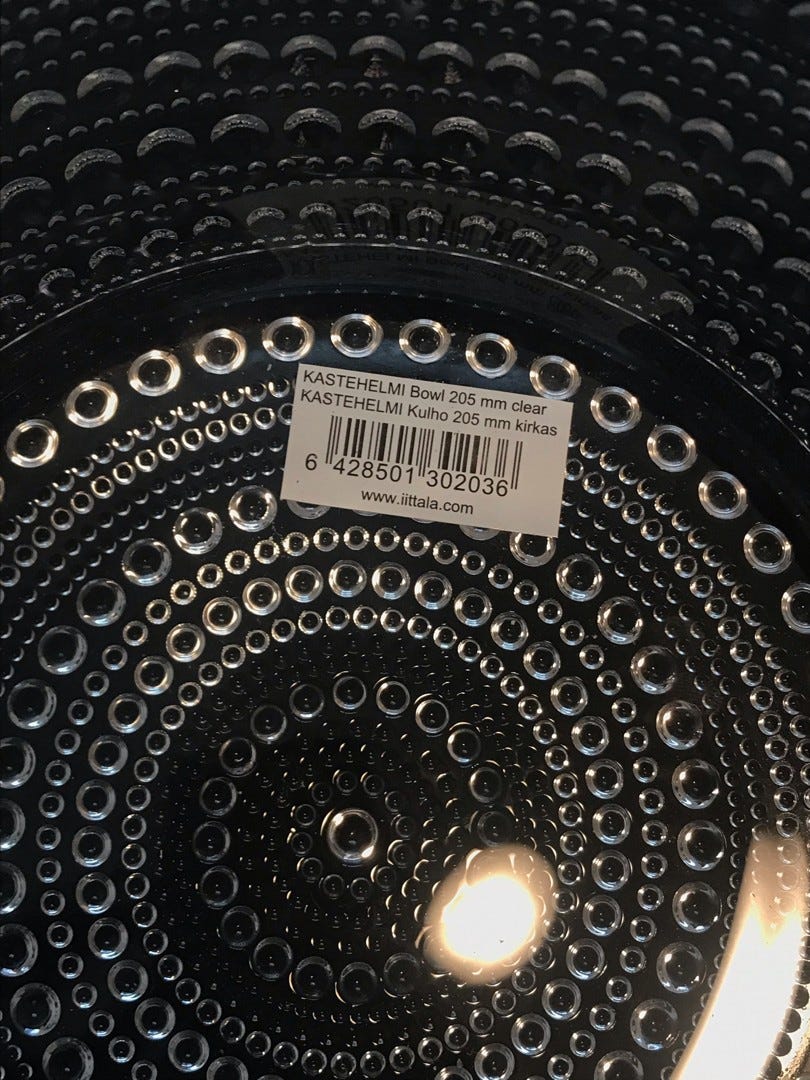 KASTEHELMI Bowl 205 mm clear
KASTEHELMI Kulho 205 mm kirkas
6 428501 302036
www.iittala.com